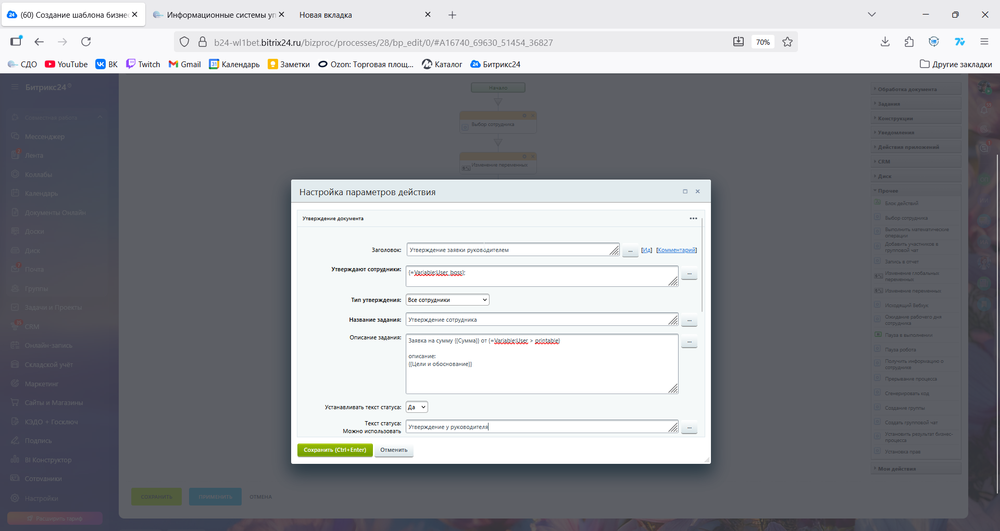 (60) Создание шаблона бизнес
Информационные системы уп
Новая вкладка
b24-wl1bet.bitrix24.ru/bizproc/processes/28/bp_edit/0/#A16740_69630_51454_36827
70%
СДО
YouTube
ВК
Twitch
Gmail
Календарь
Заметки
Ozon: Торговая площ...
Каталог
Битрикс24
Другие закладки
Битрикс24
Совместная работа
Мессенджер
2
Лента
Коллабы
Календарь
Документы Онлайн
Доски
Диск
7
Почта
Группы
Задачи и Проекты
35
CRM
Онлайн-запись
Складской учёт
Маркетинг
Сайты и Магазины
КЭДО + Госключ
Подпись
BI Конструктор
Сотрудники
Настройки
Расширить тариф
Начало
Выбор сотрудника
Изменение переменных
Настройка параметров действия
Утверждение документа
Заголовок:
Утверждение заявки руководителем
...
[Ид]
[Комментарий]
Утверждают сотрудники:
{=Variable:User_boss};
...
Тип утверждения:
Все сотрудники
Название задания:
Утверждение сотрудника
...
Описание задания:
Заявка на сумму {{Сумма}} от {=Variable:User > printable}
описание:
{{Цели и обоснование}}
...
Устанавливать текст статуса:
Да
Текст статуса:
Можно использовать
Утверждение у руководителя
...
Сохранить (Ctrl+Enter)
Отменить
СОХРАНИТЬ
ПРИМЕНИТЬ
ОТМЕНА
Обработка документа
Задания
Конструкции
Уведомления
Действия приложений
CRM
Диск
Прочее
Блок действий
Выбор сотрудника
Выполнить математические
операции
Добавить участников в
групповой чат
Запись в отчет
Изменение глобальных
переменных
Изменение переменных
Исходящий Вебхук
Ожидание рабочего дня
сотрудника
Пауза в выполнении
Пауза робота
Получить информацию о
сотруднике
Прерывание процесса
Сгенерировать код
Создание группы
Создать групповой чат
Установить результат бизнес-
процесса
Установка прав
Мои действия